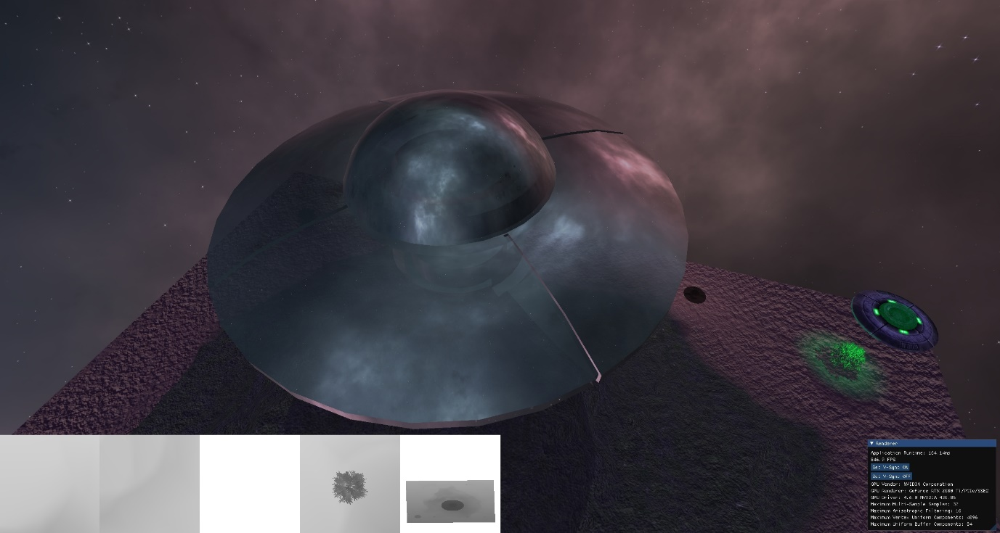 Renderer
Application Runtime: 164.14ms
846.9 FPS
Set V-Sync ON
Set V-Sync OFF
GPU Vendor: NVIDIA Corporation
GPU Renderer: GeForce RTX 2080 Ti/PCIe/SSE2
GPU Driver: 4.6.0 NVIDIA 436.86
Maximum Multi-Sample Samples: 32
Maximum Anisotropic Filtering: 16
Maximum Vertex Uniform Components: 4096
Maximum Uniform Buffer Components: 84